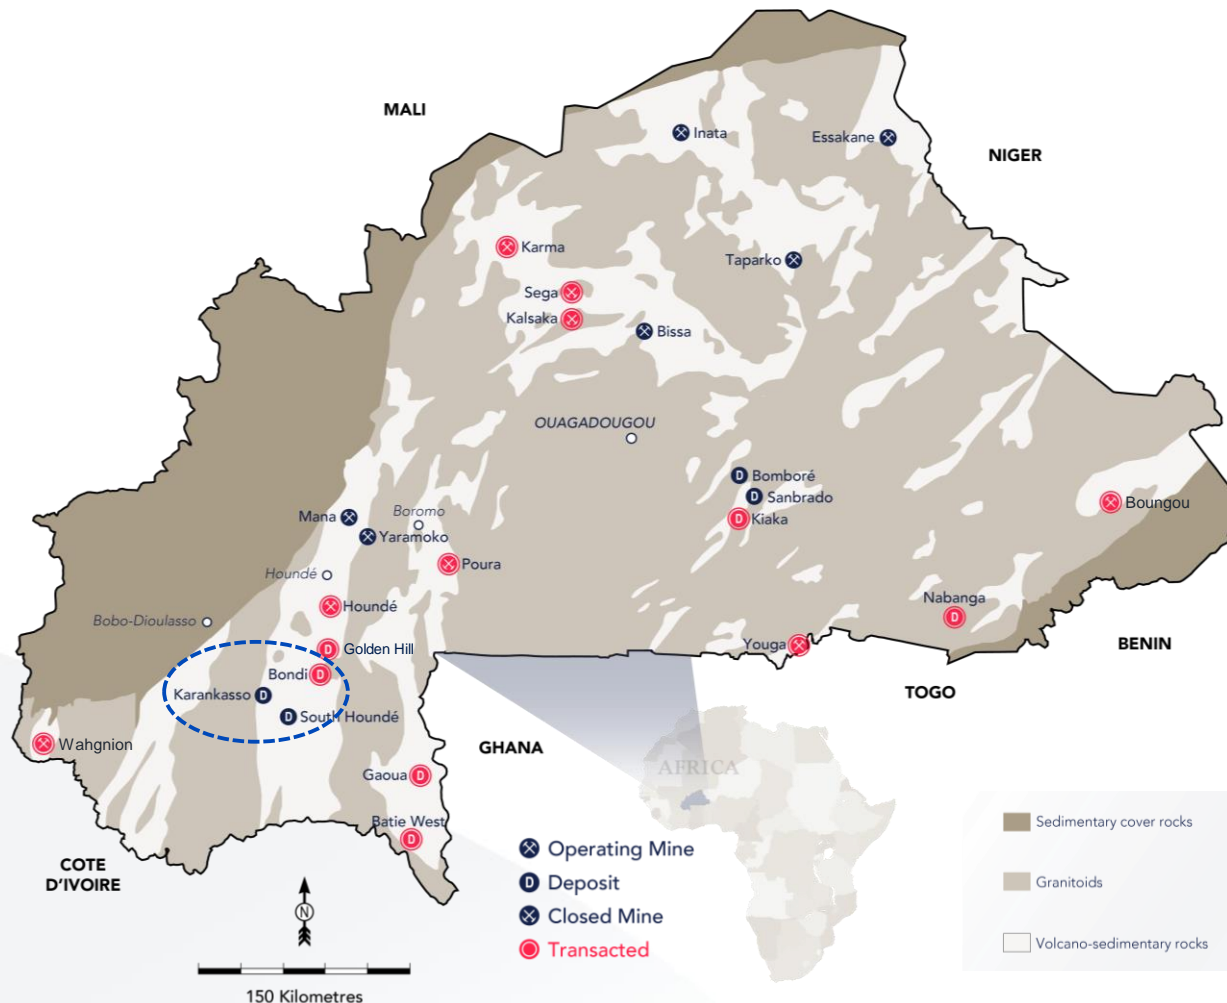 MALI
Inata
Essakane
NIGER
Karma
Taparko
Sega
Kalsaka
Bissa
OUAGADOUGOU
Bomboré
Sanbrado
Kiaka
Boungou
Mana
Boromo
Yaramoko
Poura
Houndé
Houndé
Nabanga
Bobo-Dioulasso
Golden Hill
Youga
BENIN
Bondi
Karankasso
TOGO
South Houndé
Wahgnion
GHANA
Gaoua
AFRICA
Batie West
COTE
D'IVOIRE
N
150 Kilometres
Operating Mine
D Deposit
Closed Mine
Transacted
Sedimentary cover rocks
Granitoids
Volcano-sedimentary rocks
D
D
D
D
D
D
D
D
D